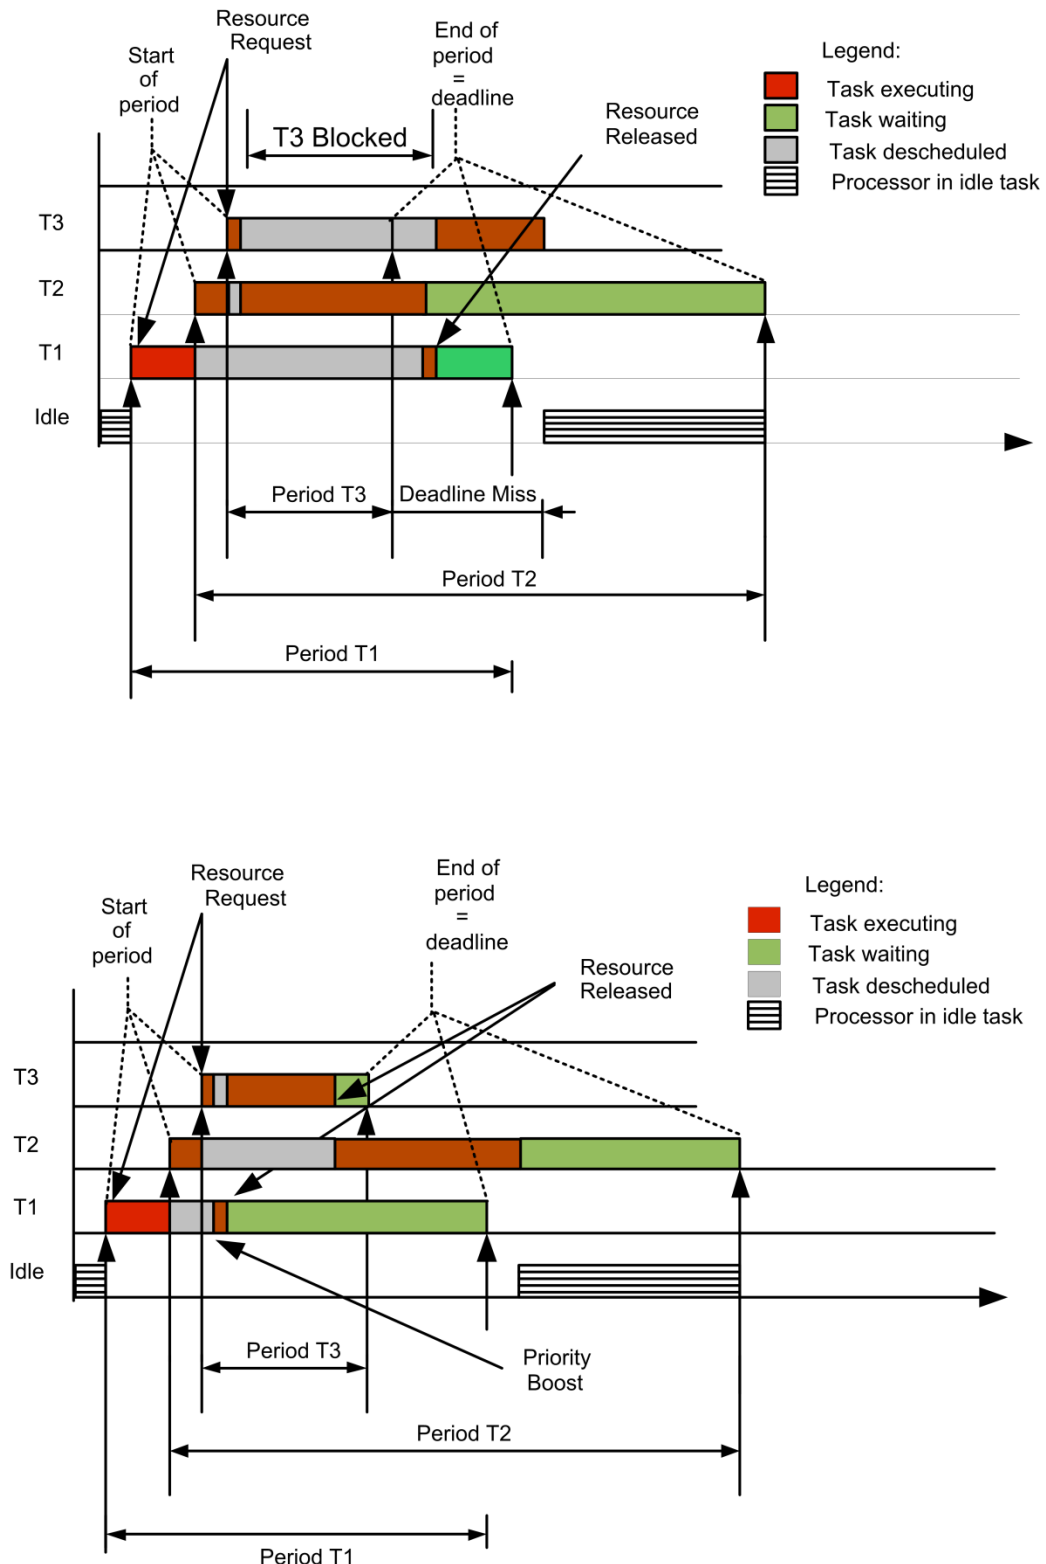 Resource
Request
Start
of
period
End of
period
=
deadline
Legend:
Task executing
Task waiting
Task descheduled
Processor in idle task
T3 Blocked
Resource
Released
T3
T2
T1
Idle
Period T3
Deadline Miss
Period T2
Period T1
Resource
Request
Start
of
period
End of
period
=
deadline
Legend:
Task executing
Task waiting
Task descheduled
Processor in idle task
Resource
Released
T3
T2
T1
Idle
Period T3
Priority
Boost
Period T2
Period T1